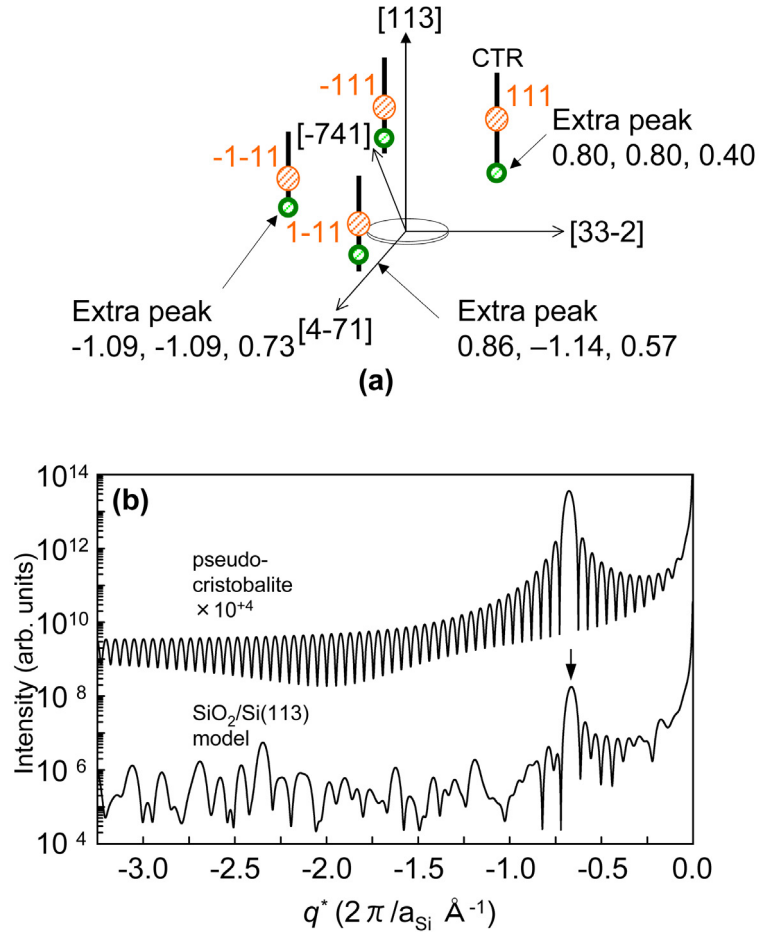 [113]
CTR
-111
111
Extra peak
0.80, 0.80, 0.40
[-741]
-1-11
1-11
[33-2]
Extra peak
-1.09, -1.09, 0.73
[4-71]
Extra peak
0.86, –1.14, 0.57
(a)
(b)
10¹⁴
10¹²
10¹⁰
10⁸
10⁶
10⁴
Intensity (arb. units)
pseudo-
cristobalite
×10⁺⁴
SiO₂/Si(113)
model
-3.0 -2.5 -2.0 -1.5 -1.0 -0.5 0.0
q* (2π/a_Si Å⁻¹)